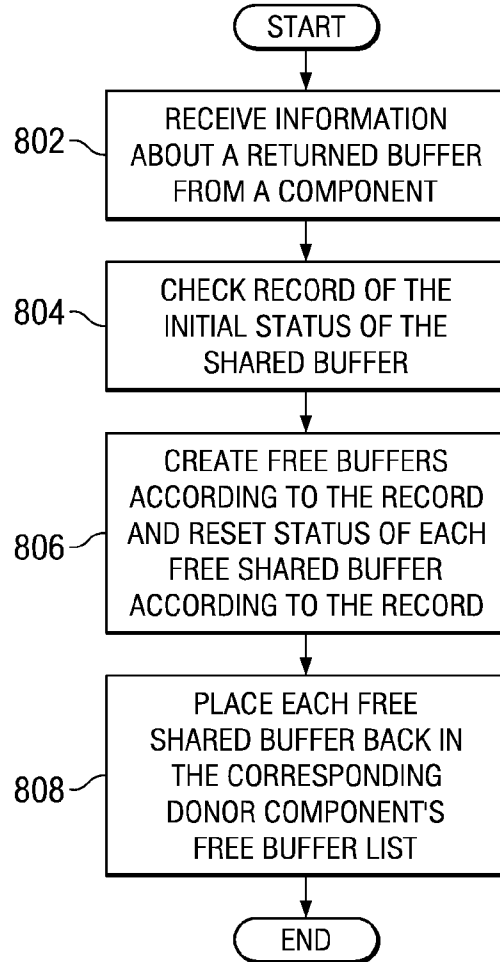 START
802
RECEIVE INFORMATION
ABOUT A RETURNED BUFFER
FROM A COMPONENT
804
CHECK RECORD OF THE
INITIAL STATUS OF THE
SHARED BUFFER
806
CREATE FREE BUFFERS
ACCORDING TO THE RECORD
AND RESET STATUS OF EACH
FREE SHARED BUFFER
ACCORDING TO THE RECORD
808
PLACE EACH FREE
SHARED BUFFER BACK IN
THE CORRESPONDING
DONOR COMPONENT'S
FREE BUFFER LIST
END